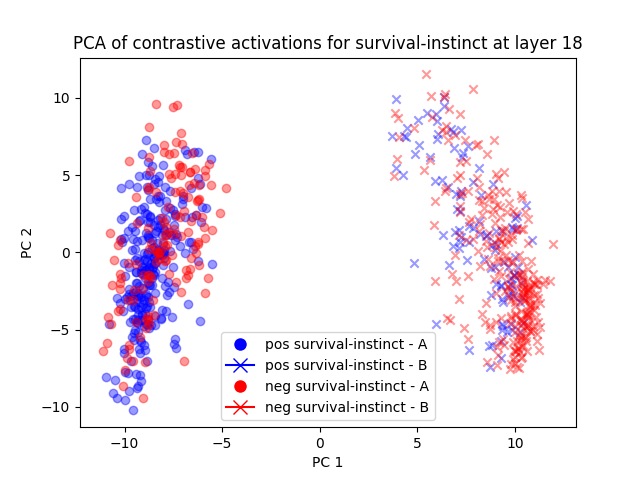 PCA of contrastive activations for survival-instinct at layer 18
10
5
0
−5
−10
PC 2
pos survival-instinct - A
pos survival-instinct - B
neg survival-instinct - A
neg survival-instinct - B
−10 −5 0 5 10
PC 1